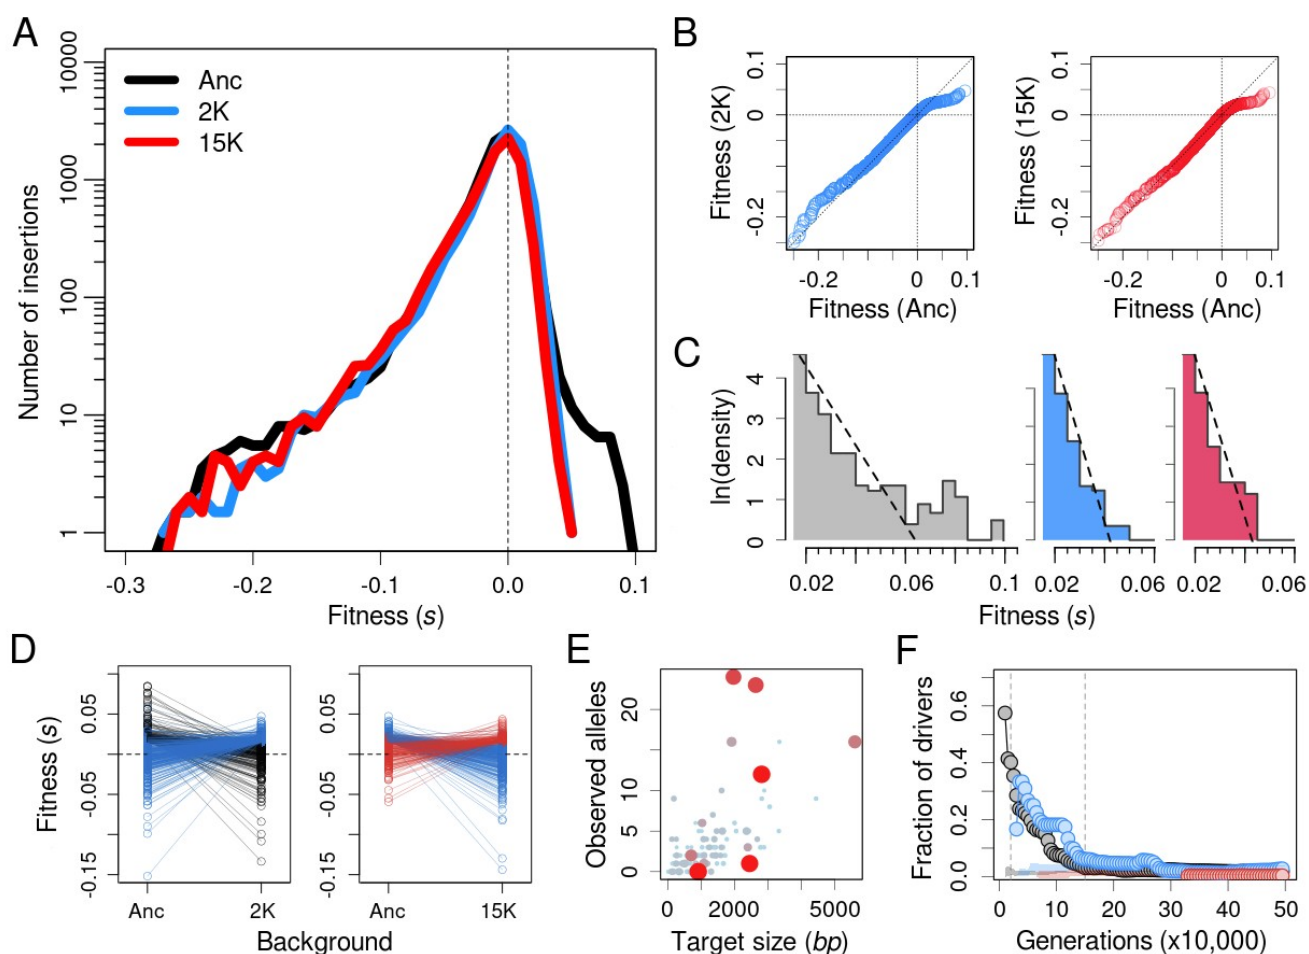 A
Number of insertions
10000
1000
100
10
1
Anc
2K
15K
-0.3
-0.2
-0.1
0.0
0.1
Fitness (s)
B
Fitness (2K)
0.1
0
-0.2
-0.2
0
0.1
Fitness (Anc)
Fitness (15K)
0.1
0
-0.2
-0.2
0
0.1
Fitness (Anc)
C
ln(density)
4
3
2
1
0
0.02
0.06
0.1
0.02
0.06
0.02
0.06
Fitness (s)
D
Fitness (s)
0.05
-0.05
-0.15
Anc
2K
0.05
-0.05
-0.15
Anc
15K
Background
E
Observed alleles
20
10
5
0
0
2000
5000
Target size (bp)
F
Fraction of drivers
0.6
0.4
0.2
0.0
0
10
20
30
40
50
Generations (x10,000)